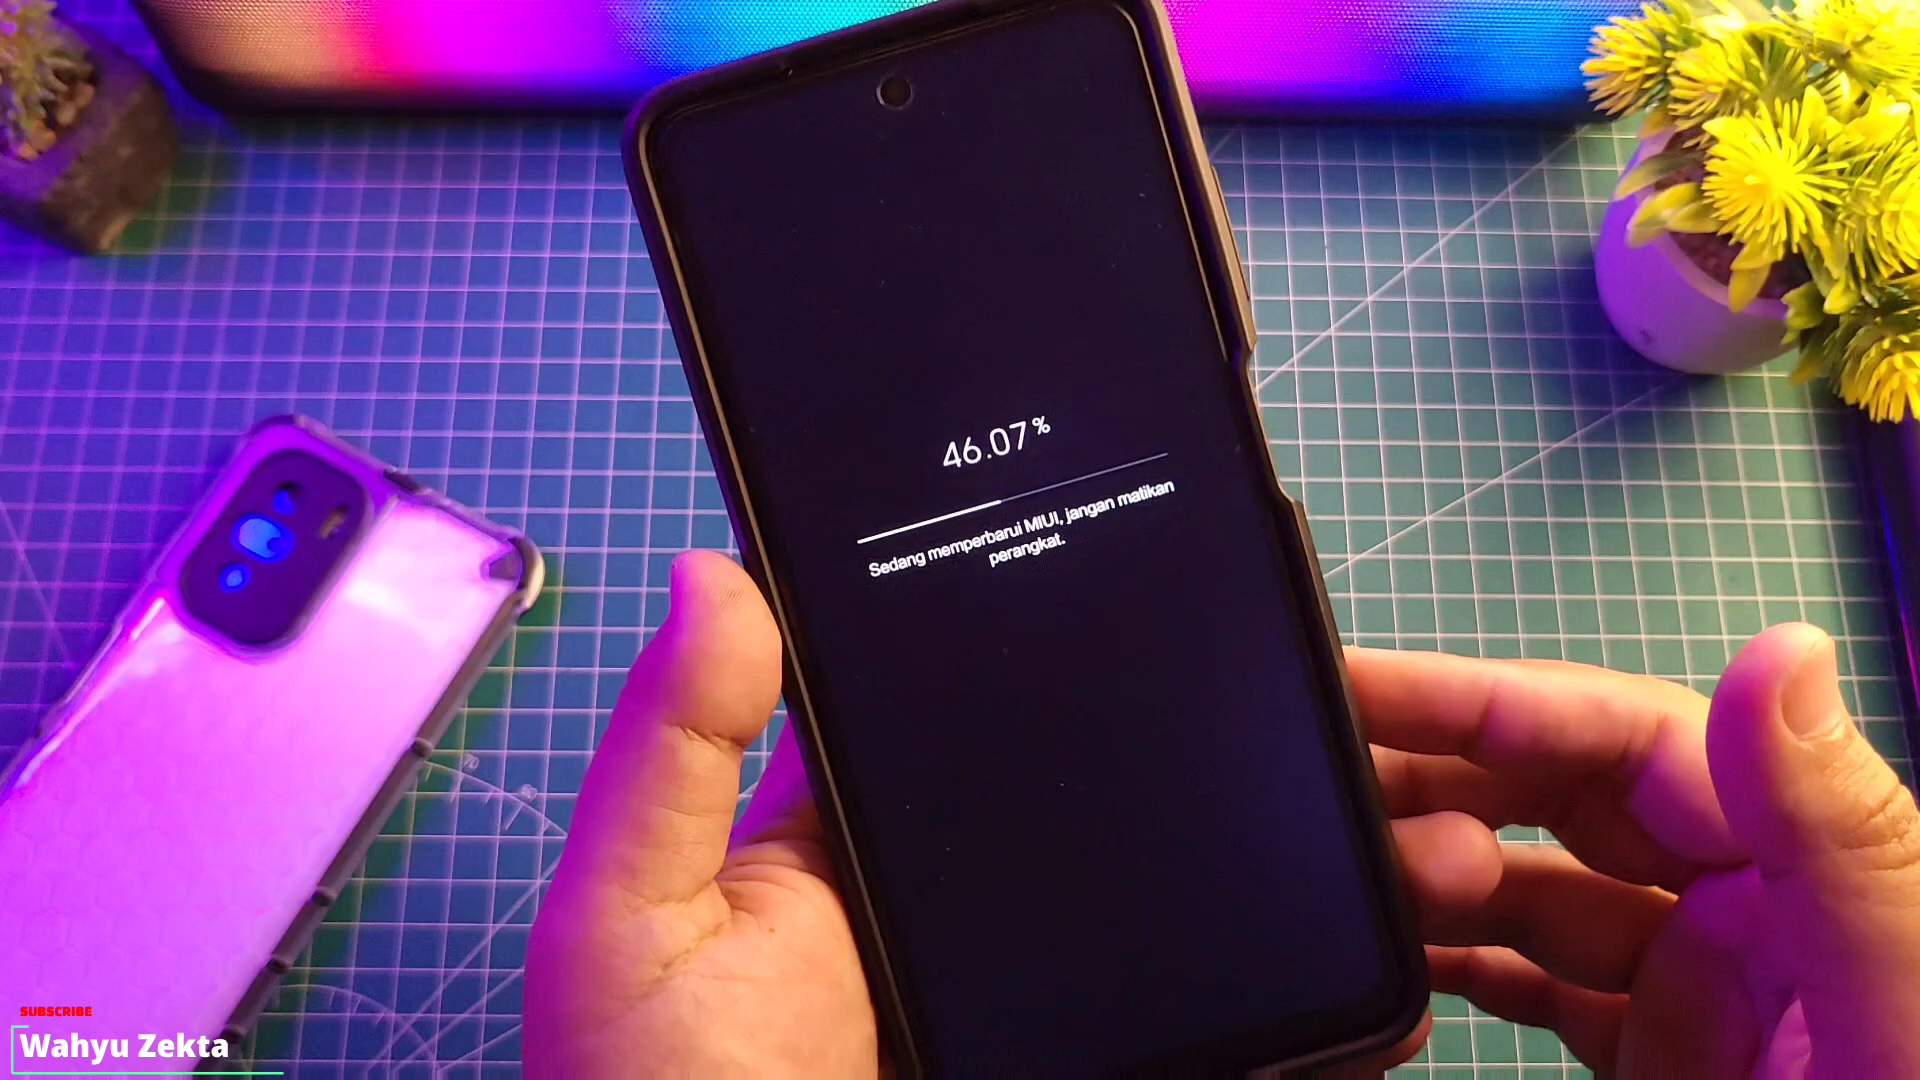 46.07%
Sedang memperbarui MIUI, jangan matikan
perangkat.
SUBSCRIBE
Wahyu Zekta